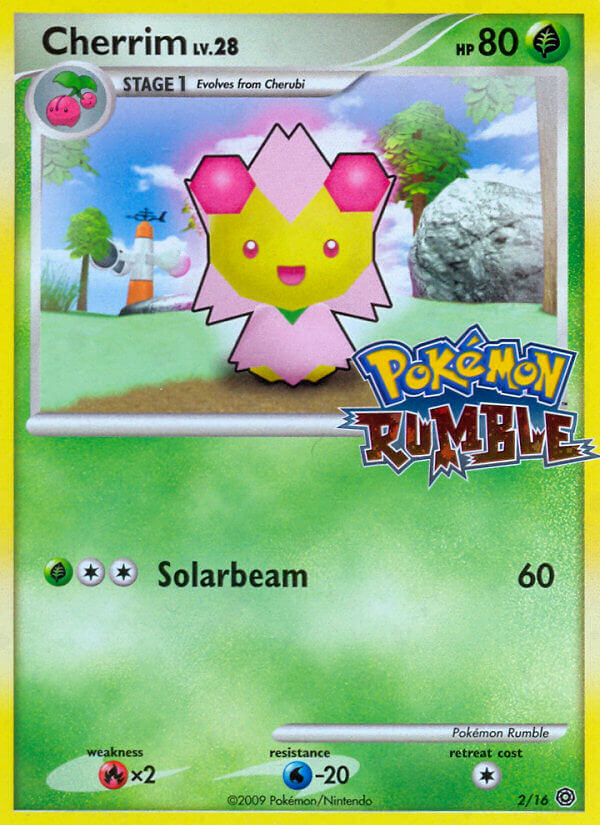 Cherrim LV.28
HP 80
STAGE 1 Evolves from Cherubi
POKÉMON
RUMBLE
TM
Solarbeam 60
Pokémon Rumble
weakness resistance retreat cost
×2 -20
©2009 Pokémon/Nintendo 2/16